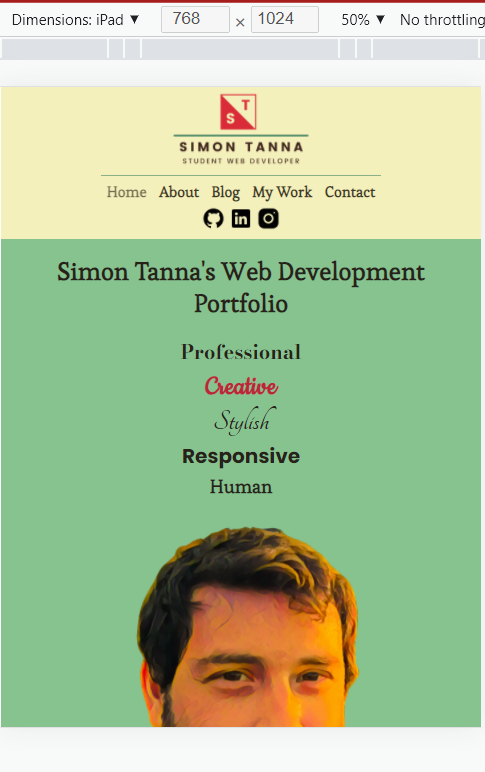 Dimensions: iPad ▼ 768 × 1024 50% ▼ No throttling
T
S
SIMON TANNA
STUDENT WEB DEVELOPER
Home About Blog My Work Contact
in
Simon Tanna's Web Development
Portfolio
Professional
Creative
Stylish
Responsive
Human